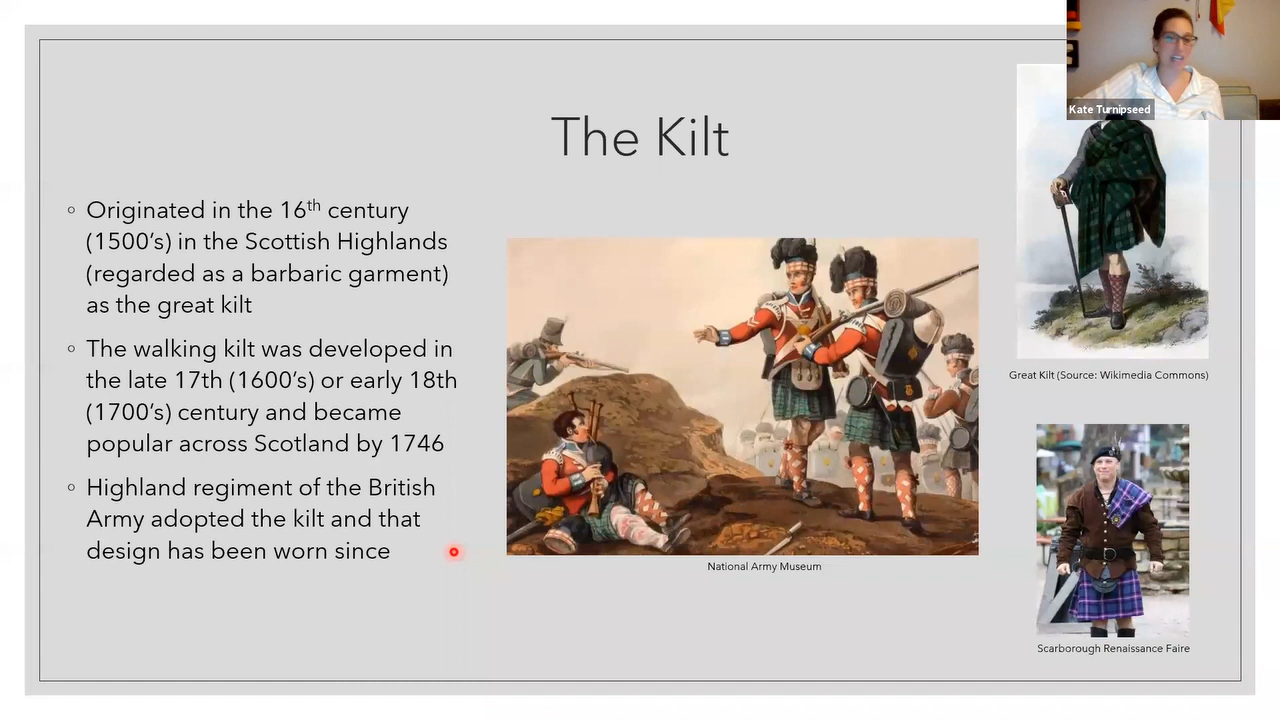 Kate Turnipseed
The Kilt
◦ Originated in the 16th century
(1500’s) in the Scottish Highlands
(regarded as a barbaric garment)
as the great kilt
◦ The walking kilt was developed in
the late 17th (1600’s) or early 18th
(1700’s) century and became
popular across Scotland by 1746
◦ Highland regiment of the British
Army adopted the kilt and that
design has been worn since
National Army Museum
Great Kilt (Source: Wikimedia Commons)
Scarborough Renaissance Faire